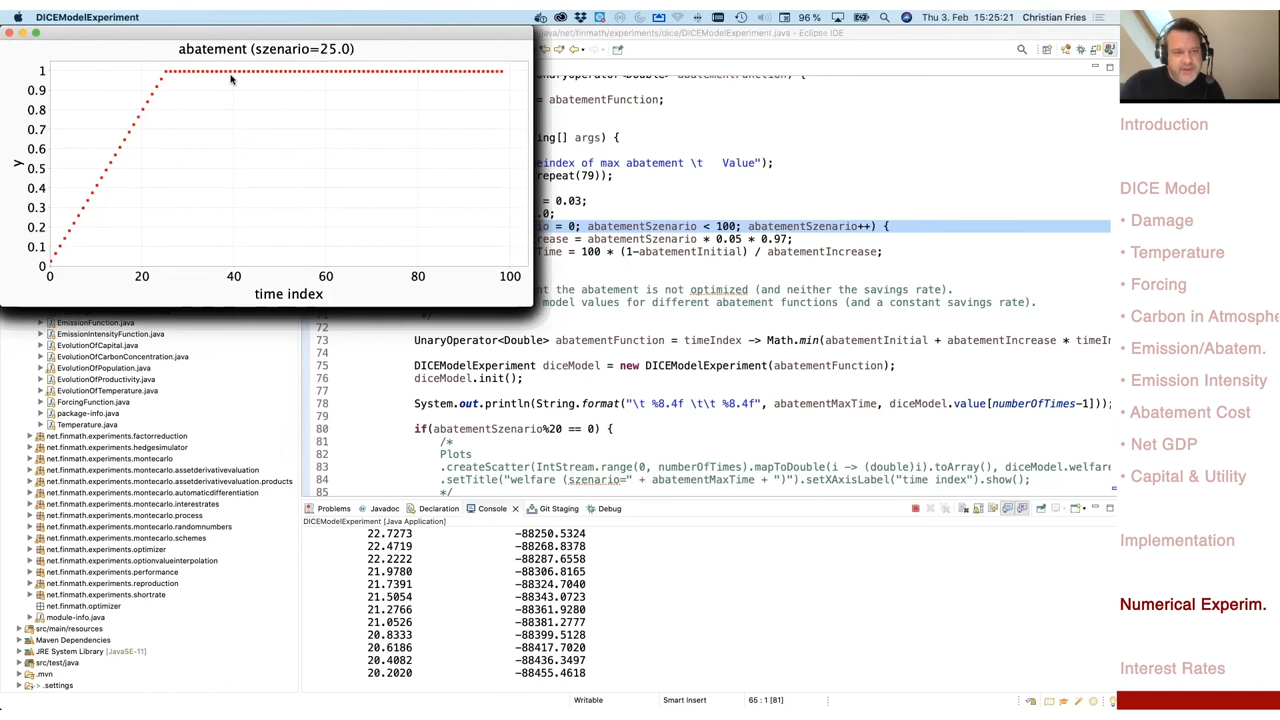 DICEModelExperiment
96 %
Thu 3. Feb 15:25:21
Christian Fries
java/net/finmath/experiments/dice/DICEModelExperiment.java - Eclipse IDE
abatement (szenario=25.0)
1
0.9
0.8
0.7
0.6
0.5
0.4
0.3
0.2
0.1
0
y
0 20 40 60 80 100
time index
UnaryOperator<Double> abatementFunction) {
= abatementFunction;
ing[] args) {
eindex of max abatement \t Value");
repeat(79));
= 0.03;
.0;
io = 0; abatementSzenario < 100; abatementSzenario++) {
rease = abatementSzenario * 0.05 * 0.97;
Time = 100 * (1-abatementInitial) / abatementIncrease;
nt the abatement is not optimized (and neither the savings rate).
model values for different abatement functions (and a constant savings rate).
71 */
72
73 UnaryOperator<Double> abatementFunction = timeIndex -> Math.min(abatementInitial + abatementIncrease * timeIn
74
75 DICEModelExperiment diceModel = new DICEModelExperiment(abatementFunction);
76 diceModel.init();
77
78 System.out.println(String.format("\t %8.4f \t\t %8.4f", abatementMaxTime, diceModel.value[numberOfTimes-1]));
79
80 if(abatementSzenario%20 == 0) {
81 /*
82 Plots
83 .createScatter(IntStream.range(0, numberOfTimes).mapToDouble(i -> (double)i).toArray(), diceModel.welfare
84 .setTitle("welfare (szenario=" + abatementMaxTime + ")").setXAxisLabel("time index").show();
85 */
EmissionFunction.java
EmissionIntensityFunction.java
EvolutionOfCapital.java
EvolutionOfCarbonConcentration.java
EvolutionOfPopulation.java
EvolutionOfProductivity.java
EvolutionOfTemperature.java
ForcingFunction.java
package-info.java
Temperature.java
net.finmath.experiments.factorreduction
net.finmath.experiments.hedgesimulator
net.finmath.experiments.montecarlo
net.finmath.experiments.montecarlo.assetderivativevaluation
net.finmath.experiments.montecarlo.assetderivativevaluation.products
net.finmath.experiments.montecarlo.automaticdifferentiation
net.finmath.experiments.montecarlo.interestrates
net.finmath.experiments.montecarlo.process
net.finmath.experiments.montecarlo.randomnumbers
net.finmath.experiments.montecarlo.schemes
net.finmath.experiments.optimizer
net.finmath.experiments.optionvalueinterpolation
net.finmath.experiments.performance
net.finmath.experiments.reproduction
net.finmath.experiments.shortrate
net.finmath.optimizer
module-info.java
src/main/resources
Maven Dependencies
JRE System Library [JavaSE-11]
src/test/java
.mvn
> .settings
Problems Javadoc Declaration Console Git Staging Debug
DICEModelExperiment [Java Application]
22.7273 -88250.5324
22.4719 -88268.8378
22.2222 -88287.6558
21.9780 -88306.8165
21.7391 -88324.7040
21.5054 -88343.0723
21.2766 -88361.9280
21.0526 -88381.2777
20.8333 -88399.5128
20.6186 -88417.7020
20.4082 -88436.3497
20.2020 -88455.4618
Writable Smart Insert 65 : 1 [81]
Introduction
DICE Model
• Damage
• Temperature
• Forcing
• Carbon in Atmosphe
• Emission/Abatem.
• Emission Intensity
• Abatement Cost
• Net GDP
• Capital & Utility
Implementation
Numerical Experim.
Interest Rates